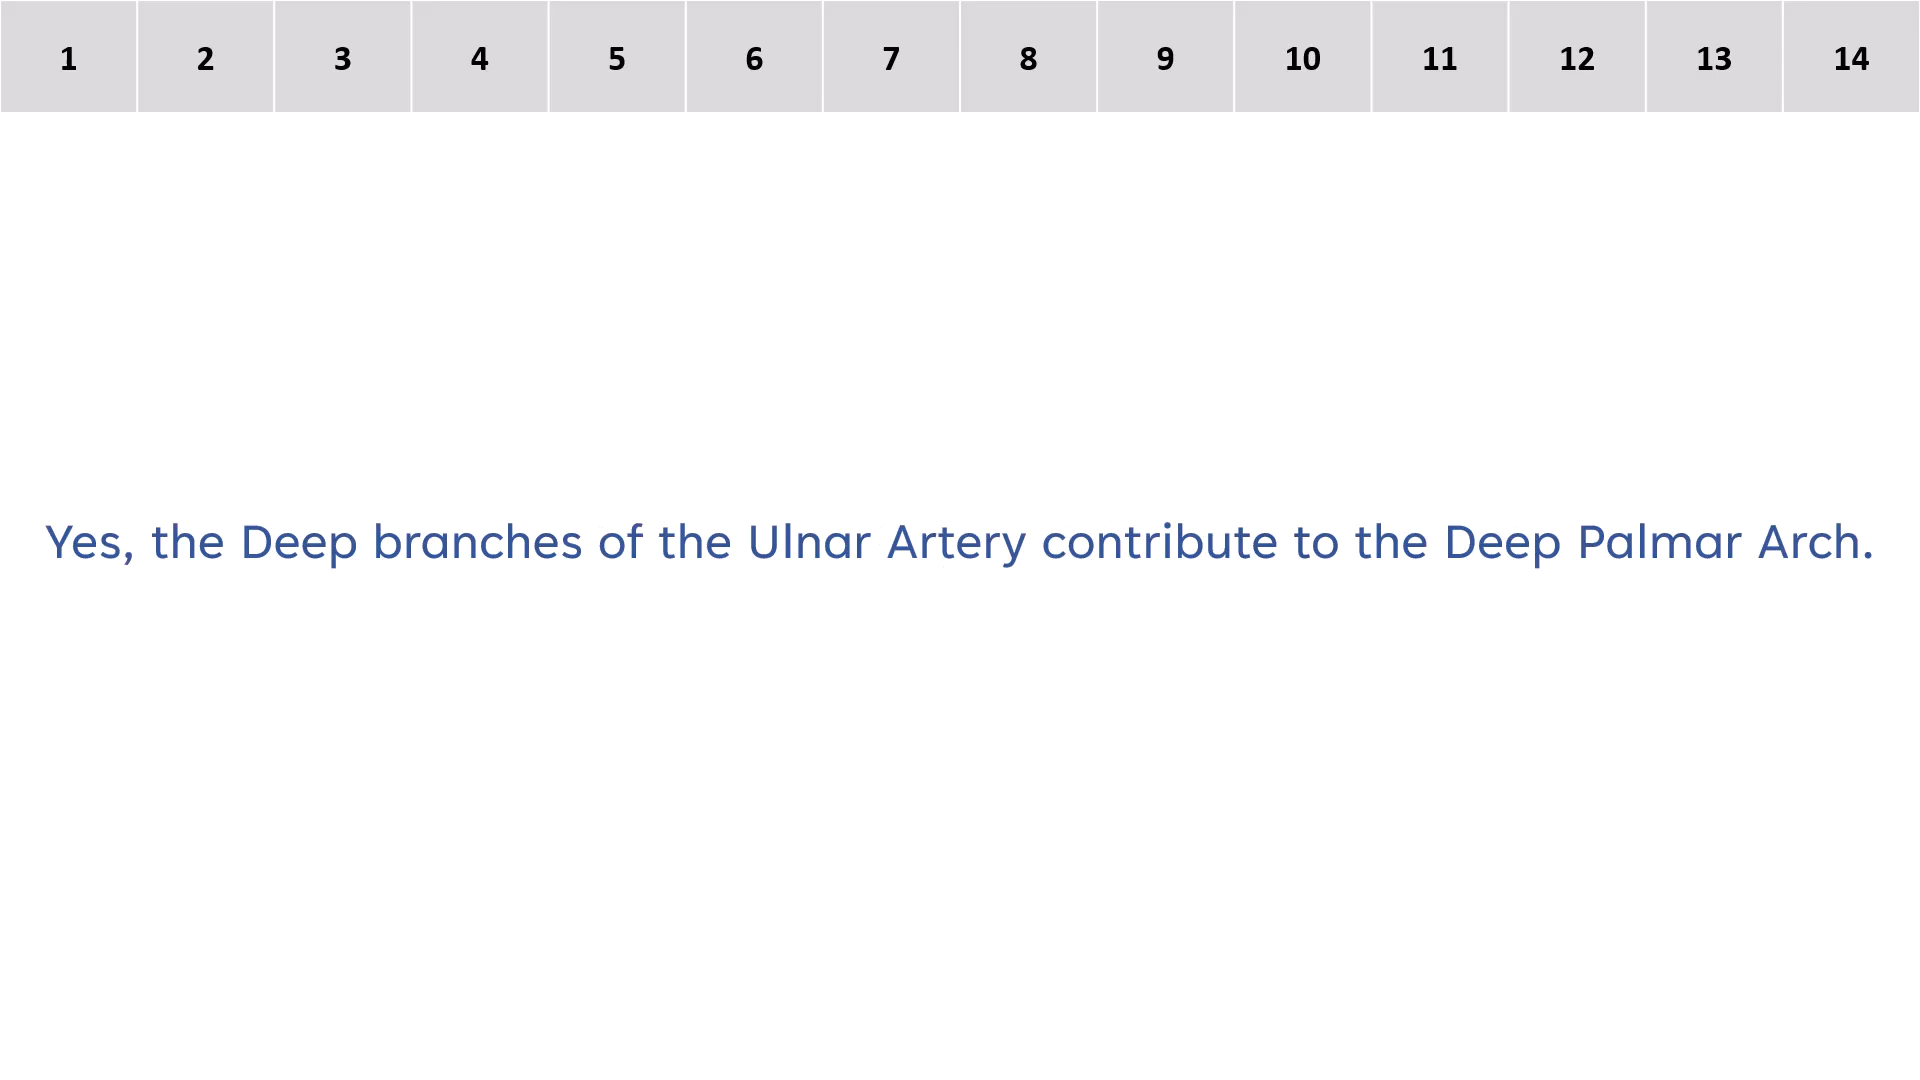 1 2 3 4 5 6 7 8 9 10 11 12 13 14
Yes, the Deep branches of the Ulnar Artery contribute to the Deep Palmar Arch.